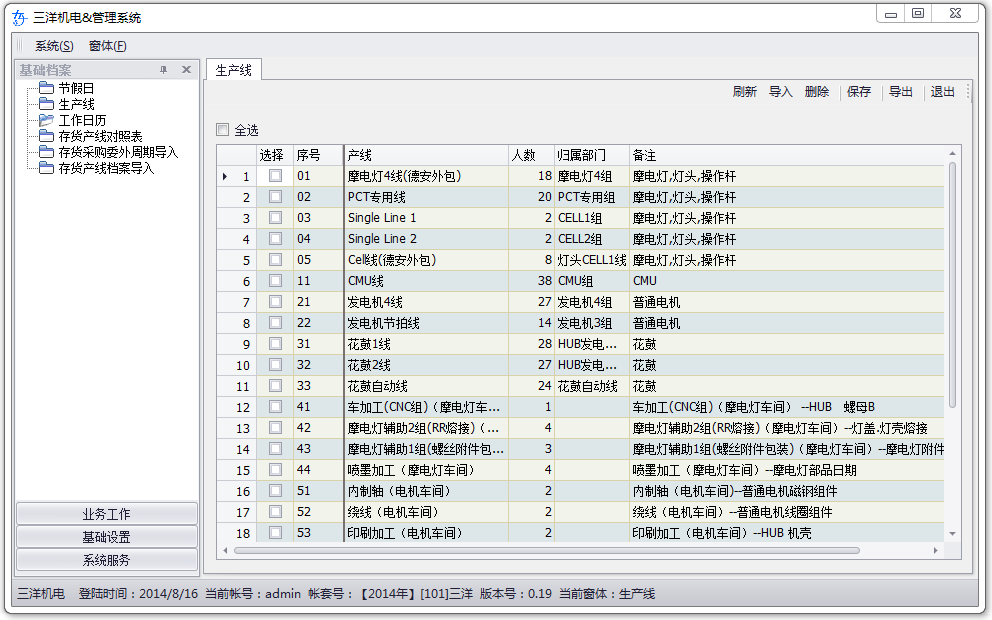 三洋机电&管理系统
系统(S) 窗体(F)
基础档案
节假日
生产线
工作日历
存货产线对照表
存货采购委外周期导入
存货产线档案导入
业务工作
基础设置
系统服务
生产线
刷新 导入 删除 保存 导出 退出
全选
选择 序号 产线 人数 归属部门 备注
1 01 摩电灯4线(德安外包) 18 摩电灯4组 摩电灯,灯头,操作杆
2 02 PCT专用线 20 PCT专用组 摩电灯,灯头,操作杆
3 03 Single Line 1 2 CELL1组 摩电灯,灯头,操作杆
4 04 Single Line 2 2 CELL2组 摩电灯,灯头,操作杆
5 05 Cell线(德安外包) 8 灯头CELL1线 摩电灯,灯头,操作杆
6 11 CMU线 38 CMU组 CMU
7 21 发电机4线 27 发电机4组 普通电机
8 22 发电机节拍线 14 发电机3组 普通电机
9 31 花鼓1线 28 HUB发电... 花鼓
10 32 花鼓2线 27 HUB发电... 花鼓
11 33 花鼓自动线 24 花鼓自动线 花鼓
12 41 车加工(CNC组)（摩电灯车... 1 车加工(CNC组)（摩电灯车间） --HUB 螺母B
13 42 摩电灯辅助2组(RR熔接)（... 4 摩电灯辅助2组(RR熔接)（摩电灯车间）--灯盖.灯壳熔接
14 43 摩电灯辅助1组(螺丝附件包... 3 摩电灯辅助1组(螺丝附件包装)（摩电灯车间）--摩电灯附件
15 44 喷墨加工（摩电灯车间） 4 喷墨加工（摩电灯车间）--摩电灯部品日期
16 51 内制轴（电机车间） 2 内制轴（电机车间)--普通电机磁钢组件
17 52 绕线（电机车间） 2 绕线（电机车间）--普通电机线圈组件
18 53 印刷加工（电机车间） 2 印刷加工（电机车间）--HUB 机壳
三洋机电 登陆时间：2014/8/16 当前帐号：admin 帐套号：【2014年】[101]三洋 版本号：0.19 当前窗体：生产线